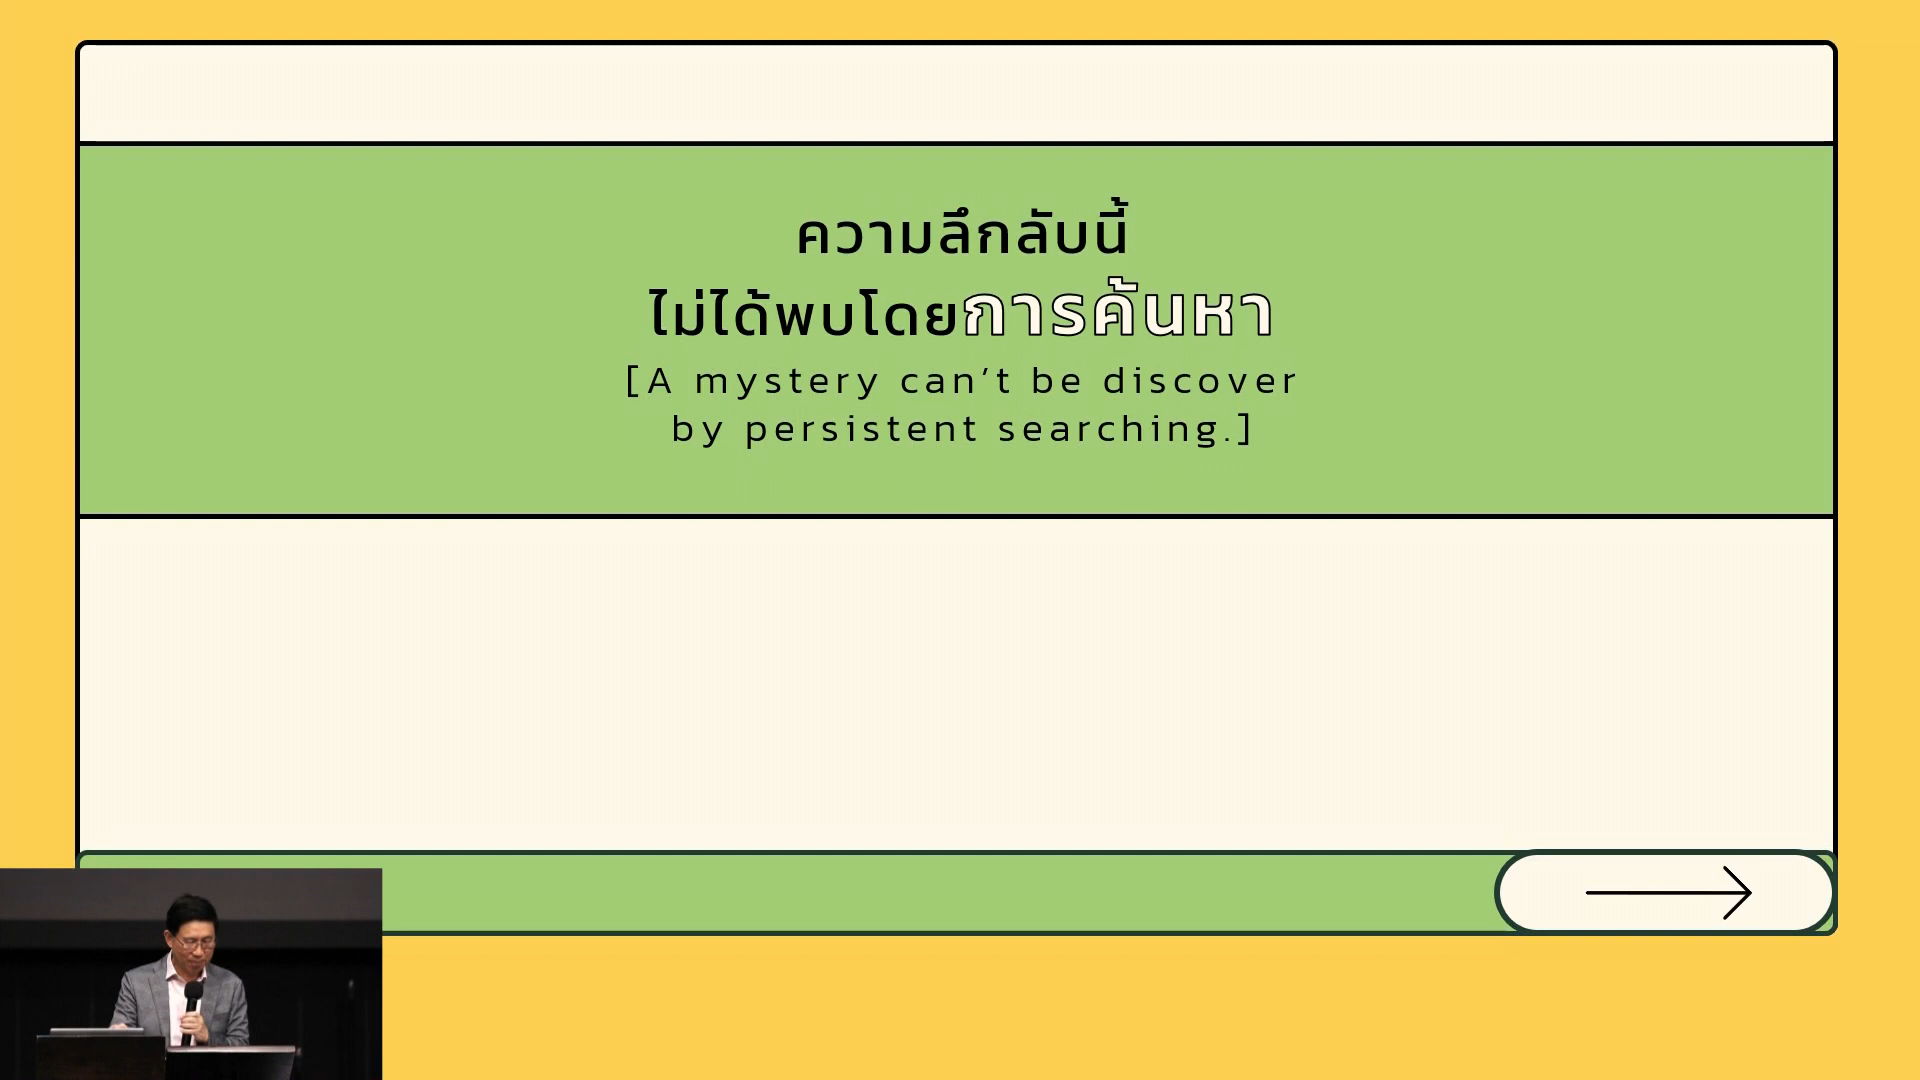 ความลึกลับนี้
ไม่ได้พบโดยการค้นหา
[A mystery can’t be discover
by persistent searching.]